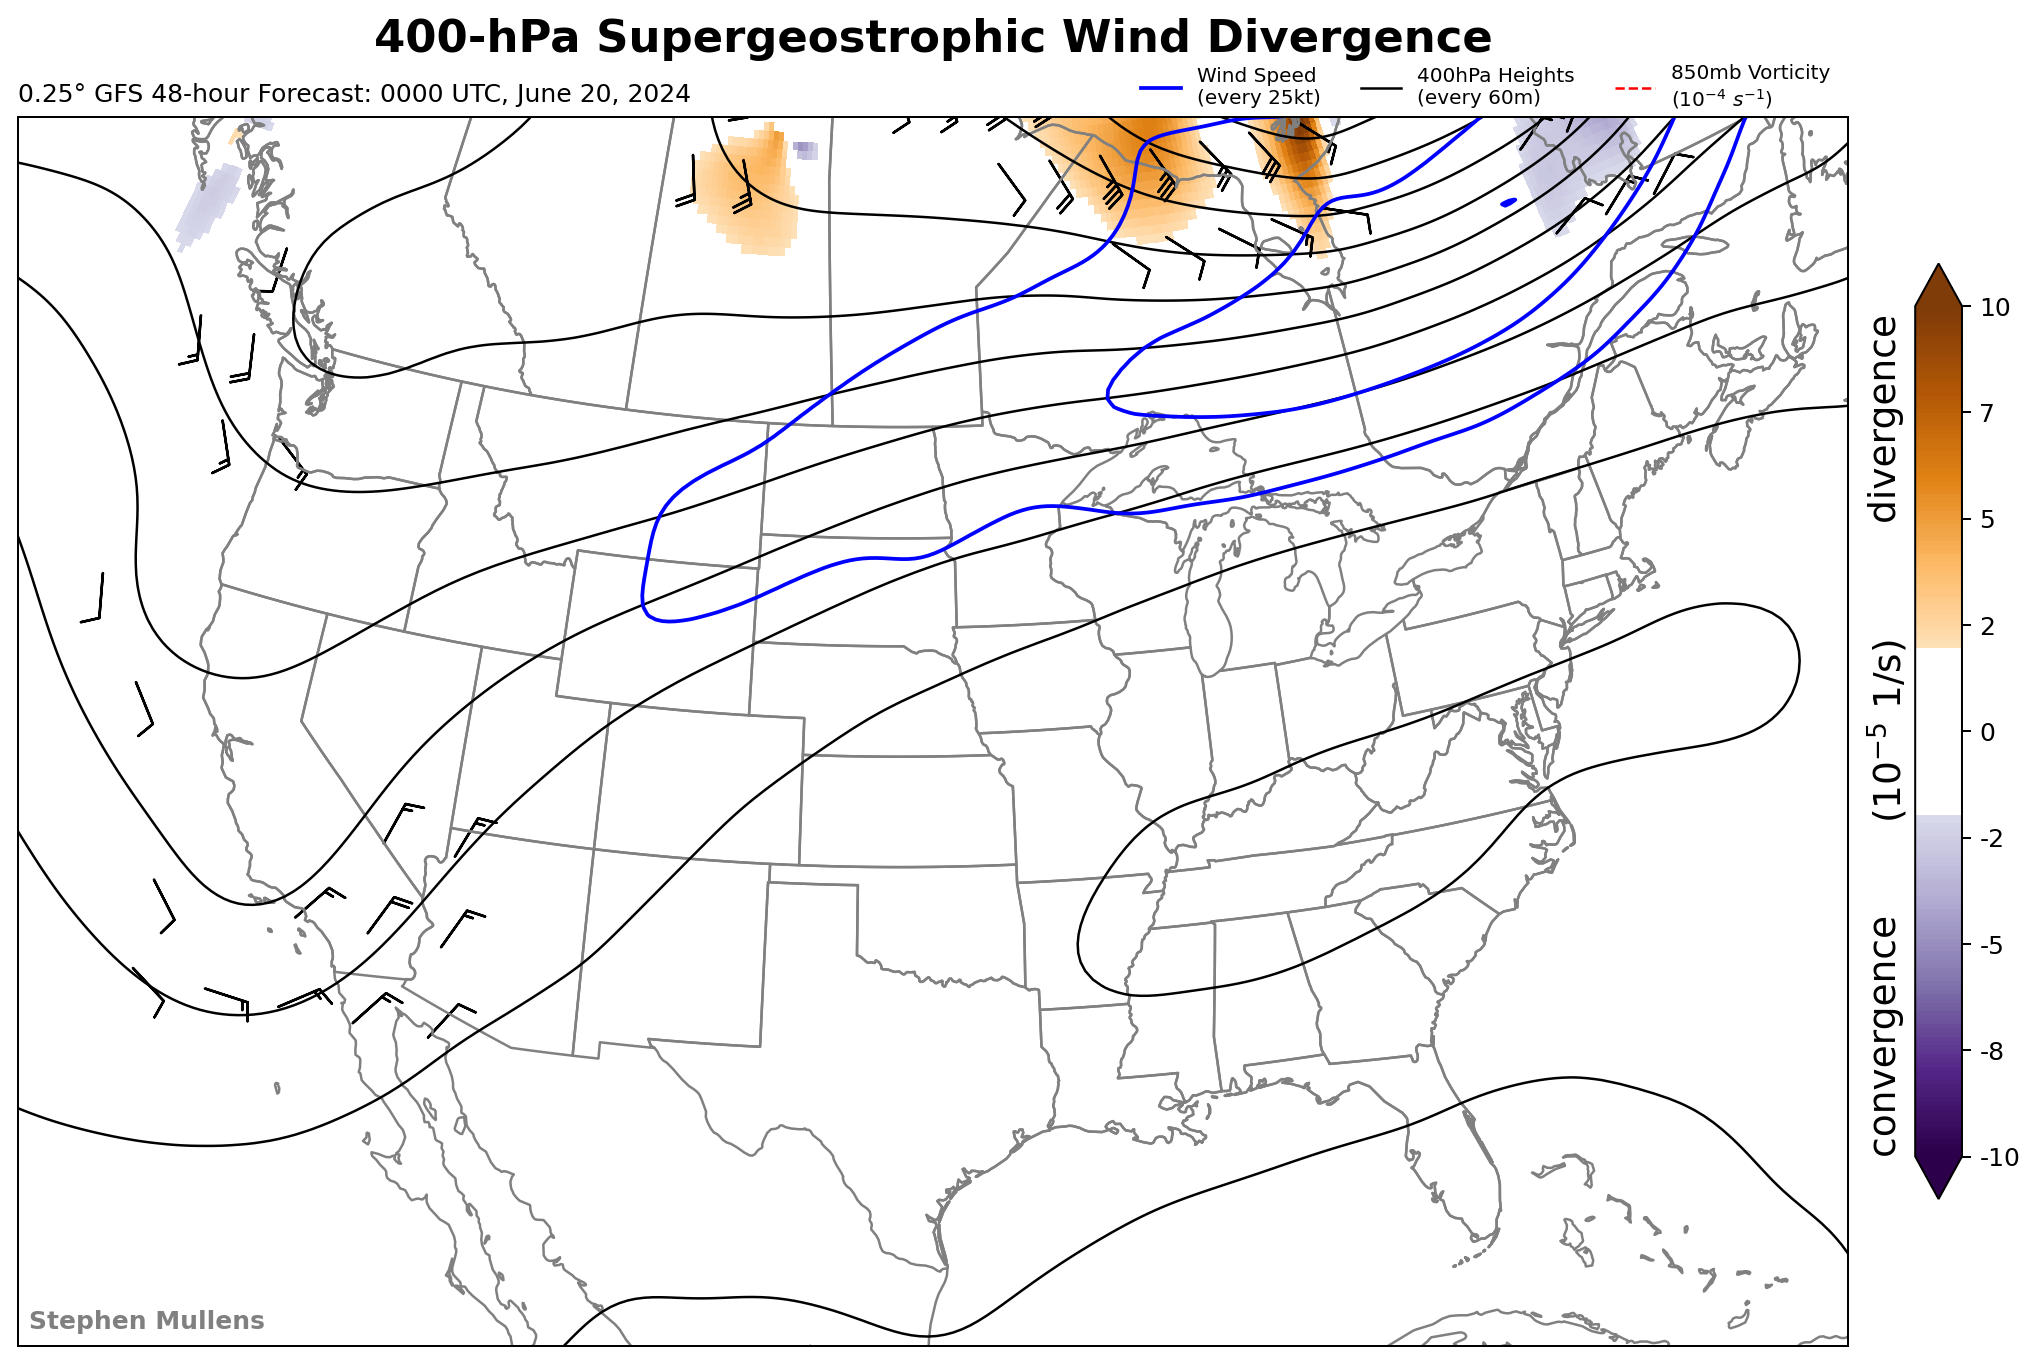 400-hPa Supergeostrophic Wind Divergence
0.25° GFS 48-hour Forecast: 0000 UTC, June 20, 2024
Wind Speed
(every 25kt)
400hPa Heights
(every 60m)
850mb Vorticity
(10⁻⁴ s⁻¹)
10
7
5
2
0
-2
-5
-8
-10
convergence (10⁻⁵ 1/s) divergence
Stephen Mullens